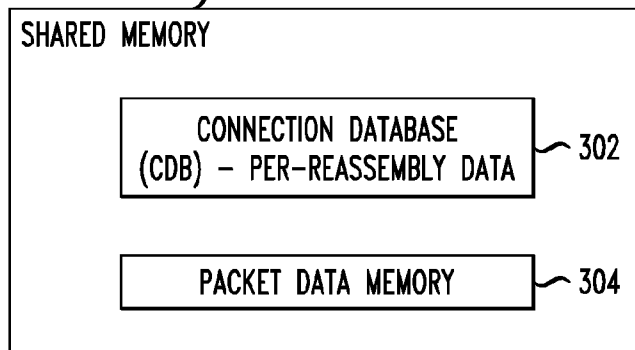 SHARED MEMORY
CONNECTION DATABASE
(CDB) - PER-REASSEMBLY DATA
302
PACKET DATA MEMORY
304